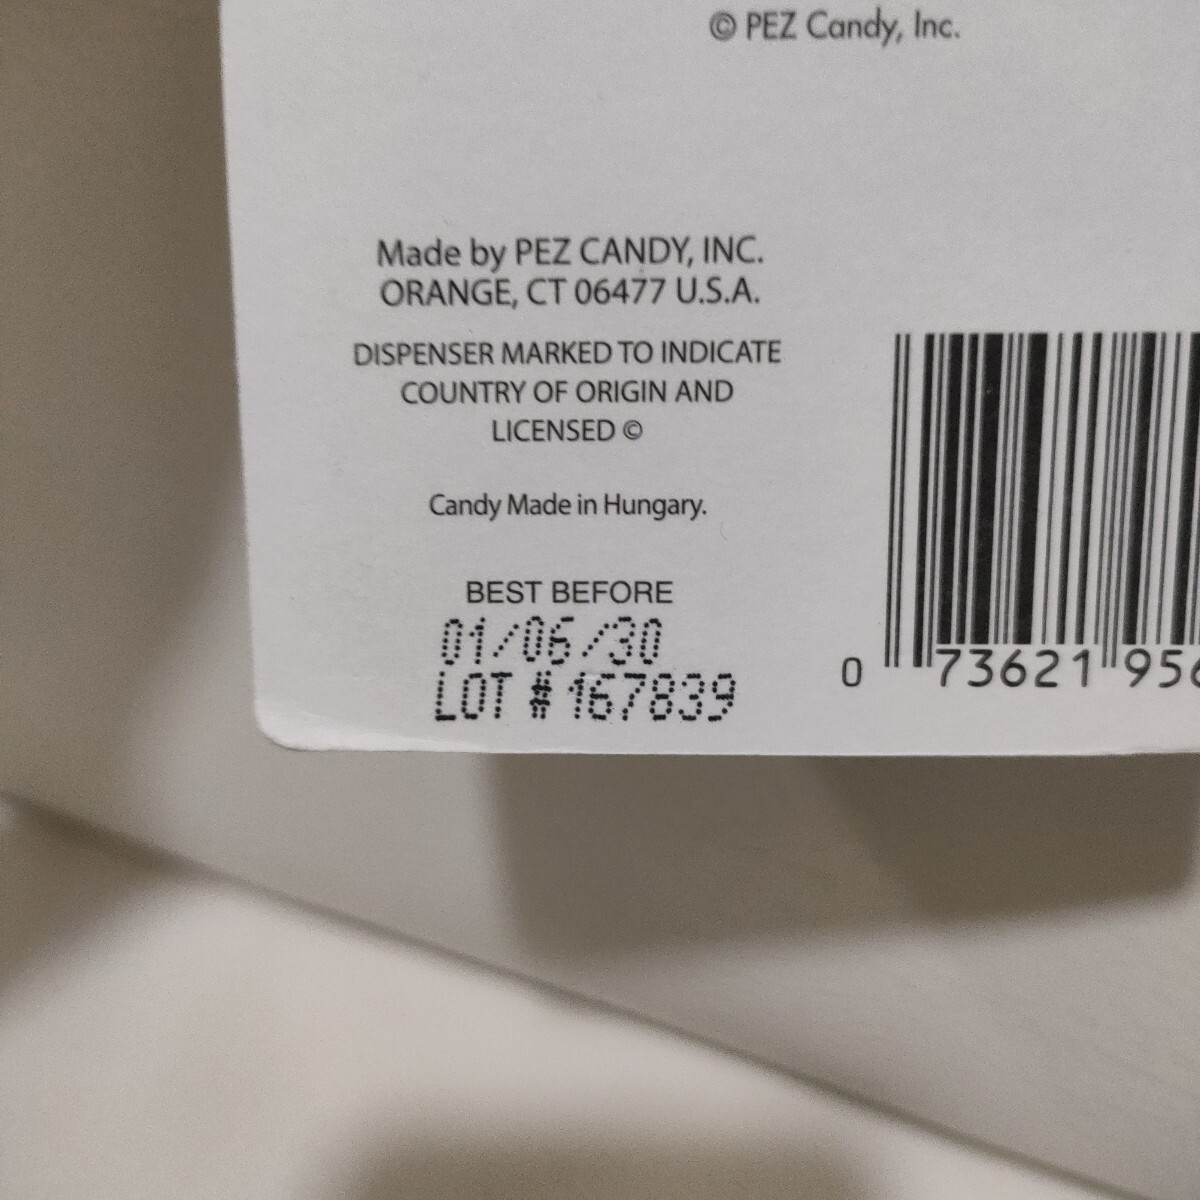 © PEZ Candy, Inc.
Made by PEZ CANDY, INC.
ORANGE, CT 06477 U.S.A.
DISPENSER MARKED TO INDICATE
COUNTRY OF ORIGIN AND
LICENSED ©
Candy Made in Hungary.
BEST BEFORE
01/06/30
LOT # 167839
0 73621 956